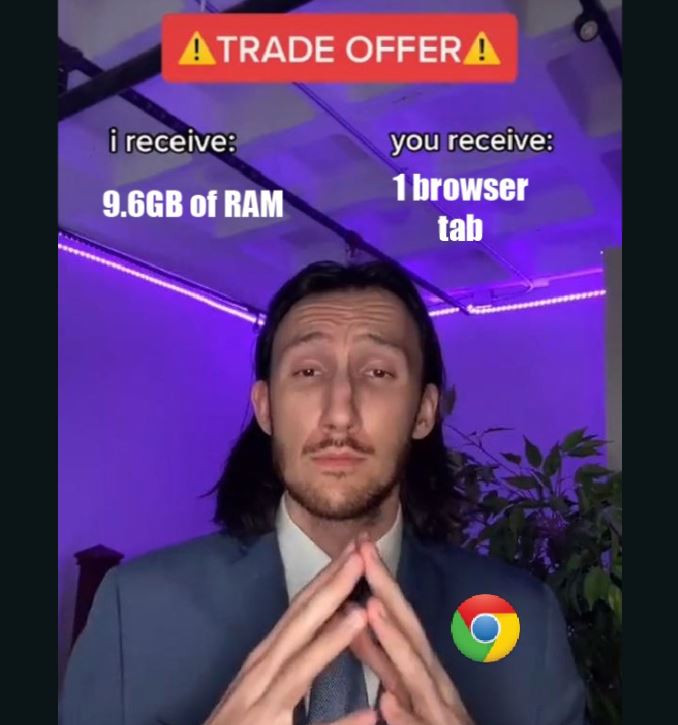 ⚠️TRADE OFFER⚠️
i receive:
9.6GB of RAM
you receive:
1 browser
tab